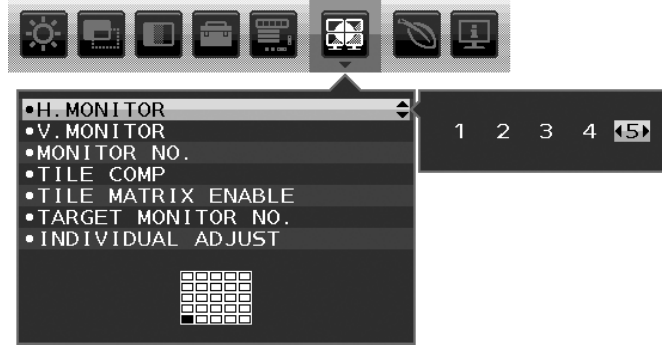 •H.MONITOR
1 2 3 4 5
•V.MONITOR
•MONITOR NO.
•TILE COMP
•TILE MATRIX ENABLE
•TARGET MONITOR NO.
•INDIVIDUAL ADJUST